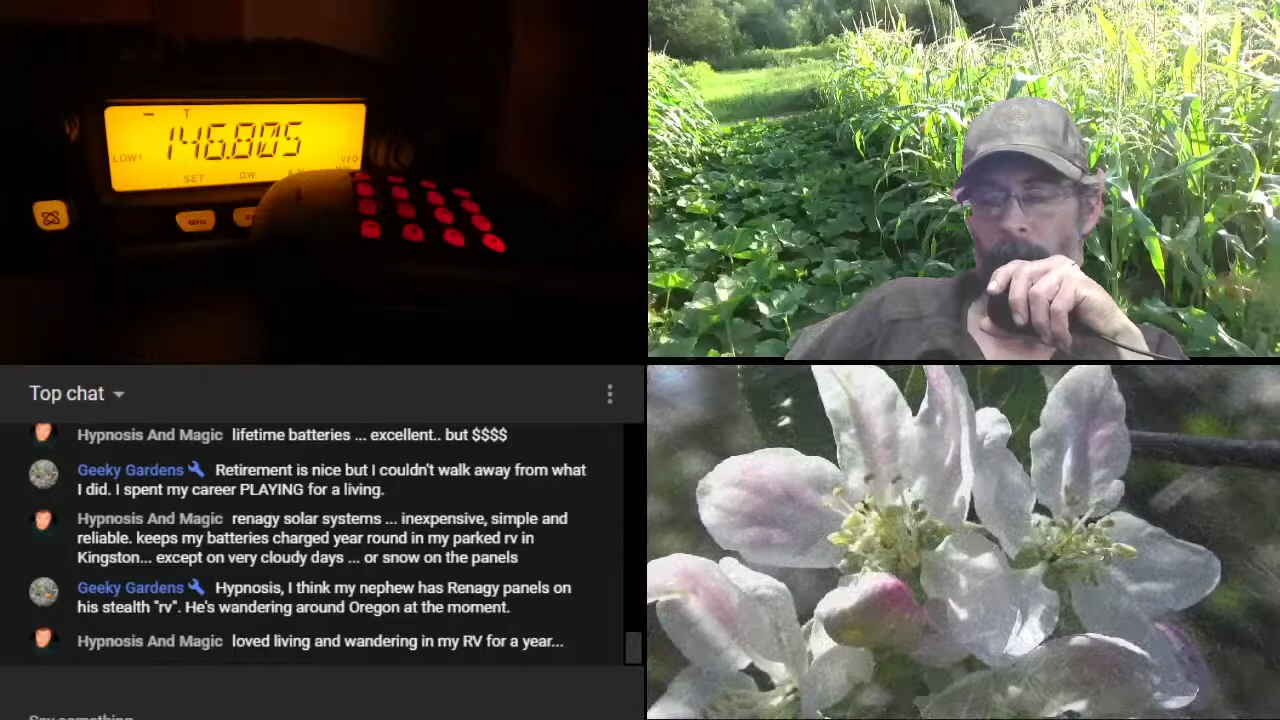 T
146.805
LOW!
VFO
SET DW
MHz
Top chat
Hypnosis And Magic lifetime batteries ... excellent.. but $$$$
Geeky Gardens Retirement is nice but I couldn't walk away from what
I did. I spent my career PLAYING for a living.
Hypnosis And Magic renagy solar systems ... inexpensive, simple and
reliable. keeps my batteries charged year round in my parked rv in
Kingston... except on very cloudy days ... or snow on the panels
Geeky Gardens Hypnosis, I think my nephew has Renagy panels on
his stealth "rv". He's wandering around Oregon at the moment.
Hypnosis And Magic loved living and wandering in my RV for a year...
Say something